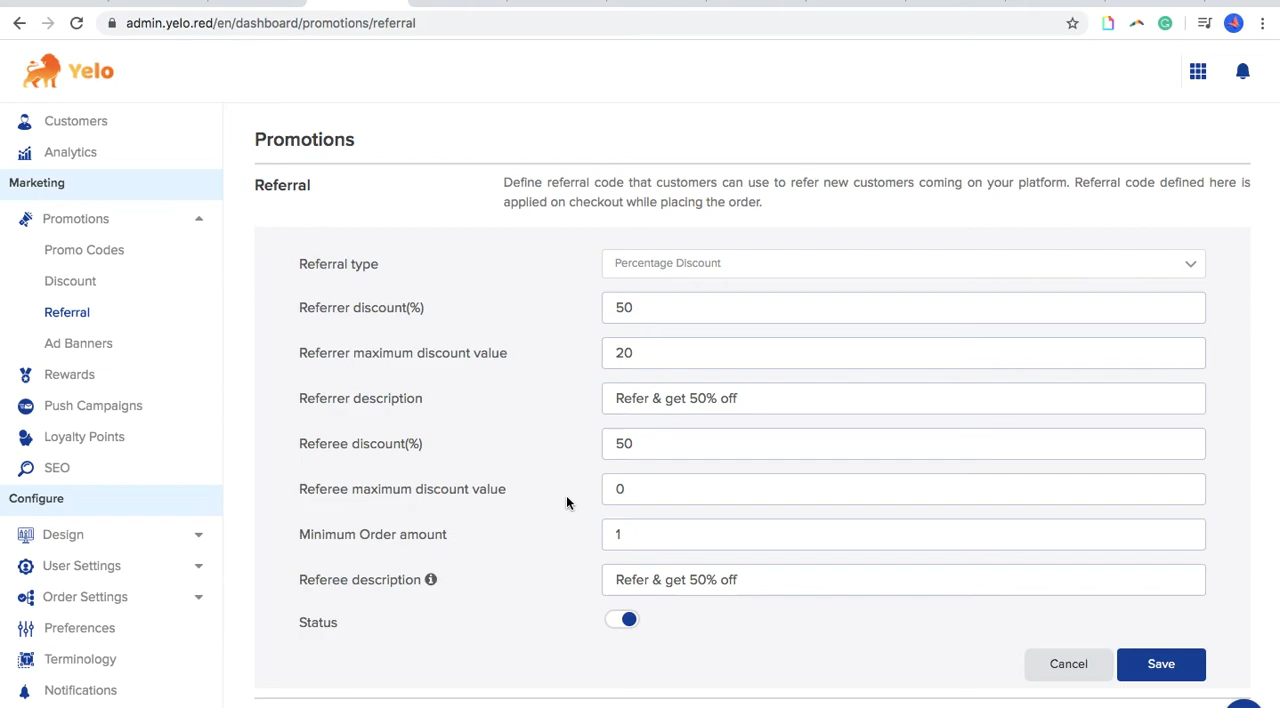 admin.yelo.red/en/dashboard/promotions/referral
Yelo
Customers
Analytics
Marketing
Promotions
Promo Codes
Discount
Referral
Ad Banners
Rewards
Push Campaigns
Loyalty Points
SEO
Configure
Design
User Settings
Order Settings
Preferences
Terminology
Notifications
Promotions
Referral
Define referral code that customers can use to refer new customers coming on your platform. Referral code defined here is
applied on checkout while placing the order.
Referral type
Percentage Discount
Referrer discount(%)
50
Referrer maximum discount value
20
Referrer description
Refer & get 50% off
Referee discount(%)
50
Referee maximum discount value
0
Minimum Order amount
1
Referee description
Refer & get 50% off
Status
Cancel
Save